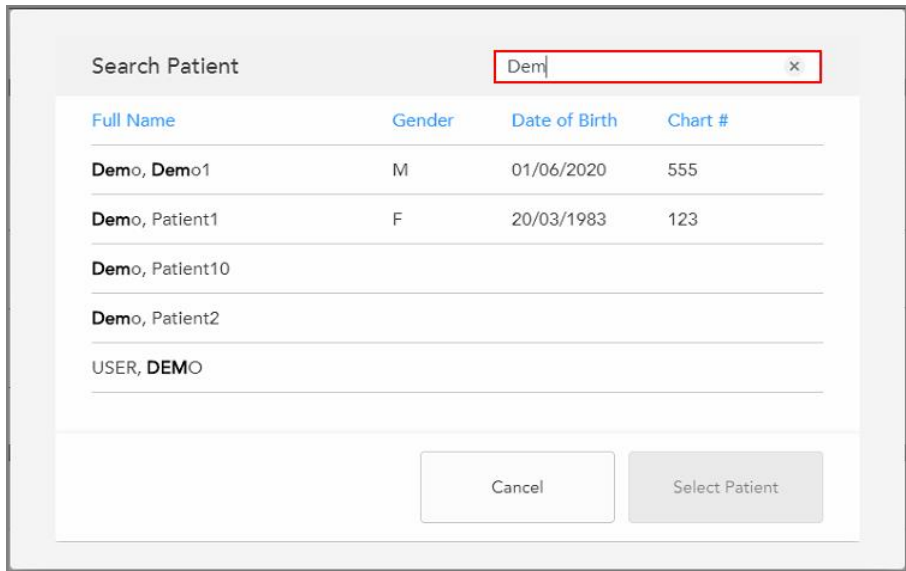 Search Patient Dem
Full Name Gender Date of Birth Chart #
Demo, Demo1 M 01/06/2020 555
Demo, Patient1 F 20/03/1983 123
Demo, Patient10
Demo, Patient2
USER, DEMO
Cancel Select Patient